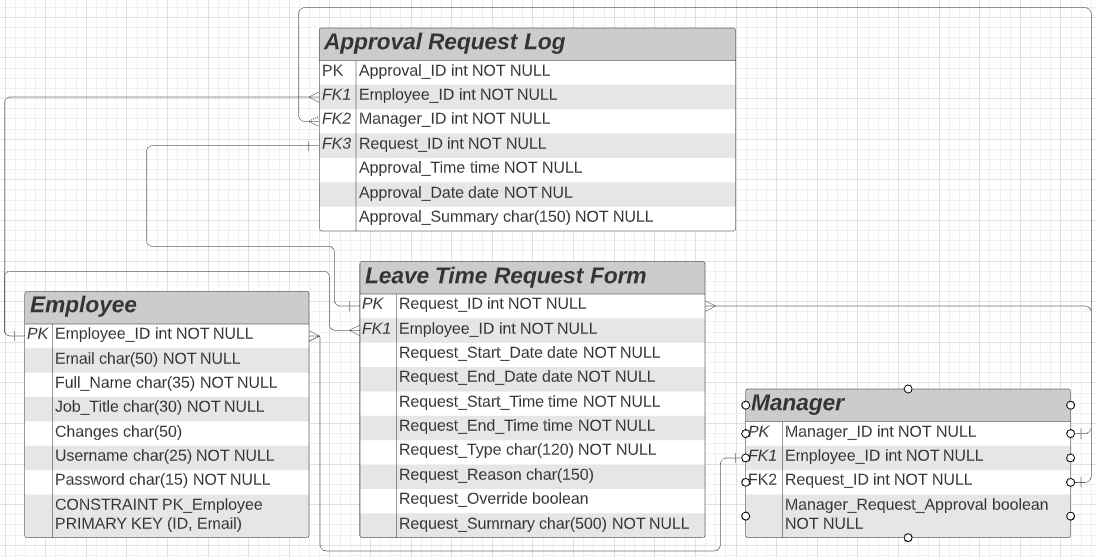 Approval Request Log
PK Approval_ID int NOT NULL
FK1 Employee_ID int NOT NULL
FK2 Manager_ID int NOT NULL
FK3 Request_ID int NOT NULL
Approval_Time time NOT NULL
Approval_Date date NOT NUL
Approval_Summary char(150) NOT NULL
Leave Time Request Form
PK Request_ID int NOT NULL
FK1 Employee_ID int NOT NULL
Request_Start_Date date NOT NULL
Request_End_Date date NOT NULL
Request_Start_Time time NOT NULL
Request_End_Time time NOT NULL
Request_Type char(120) NOT NULL
Request_Reason char(150)
Request_Override boolean
Request_Summary char(500) NOT NULL
Employee
PK Employee_ID int NOT NULL
Email char(50) NOT NULL
Full_Name char(35) NOT NULL
Job_Title char(30) NOT NULL
Changes char(50)
Username char(25) NOT NULL
Password char(15) NOT NULL
CONSTRAINT PK_Employee
PRIMARY KEY (ID, Email)
Manager
PK Manager_ID int NOT NULL
FK1 Employee_ID int NOT NULL
FK2 Request_ID int NOT NULL
Manager_Request_Approval boolean
NOT NULL